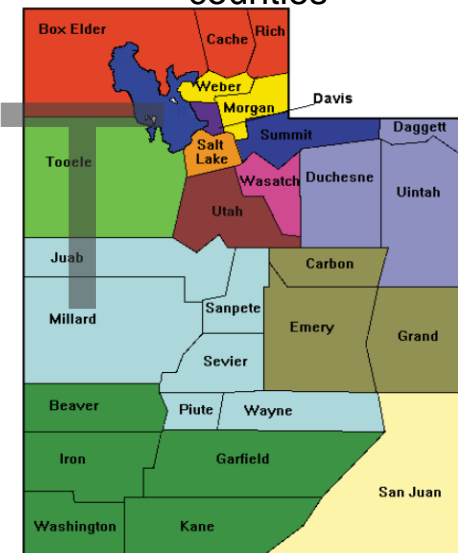 counties
Box Elder
Cache
Rich
Weber
Morgan
Davis
Summit
Daggett
Salt
Lake
Tooele
Wasatch
Duchesne
Uintah
Utah
Juab
Carbon
Sanpete
Millard
Emery
Grand
Sevier
Beaver
Piute
Wayne
Iron
Garfield
San Juan
Washington
Kane